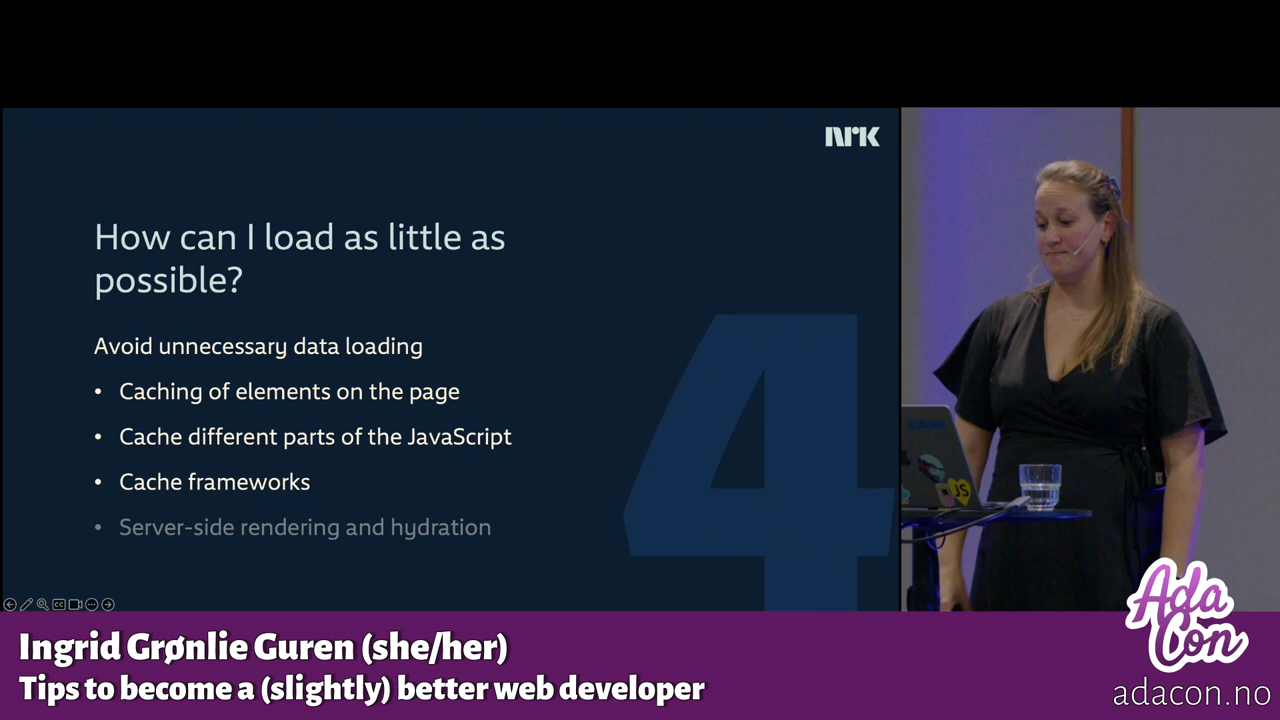 NRK
How can I load as little as
possible?
Avoid unnecessary data loading
• Caching of elements on the page
• Cache different parts of the JavaScript
• Cache frameworks
• Server-side rendering and hydration
4
CC
JS
Ada
Con
Ingrid Grønlie Guren (she/her)
Tips to become a (slightly) better web developer
adacon.no